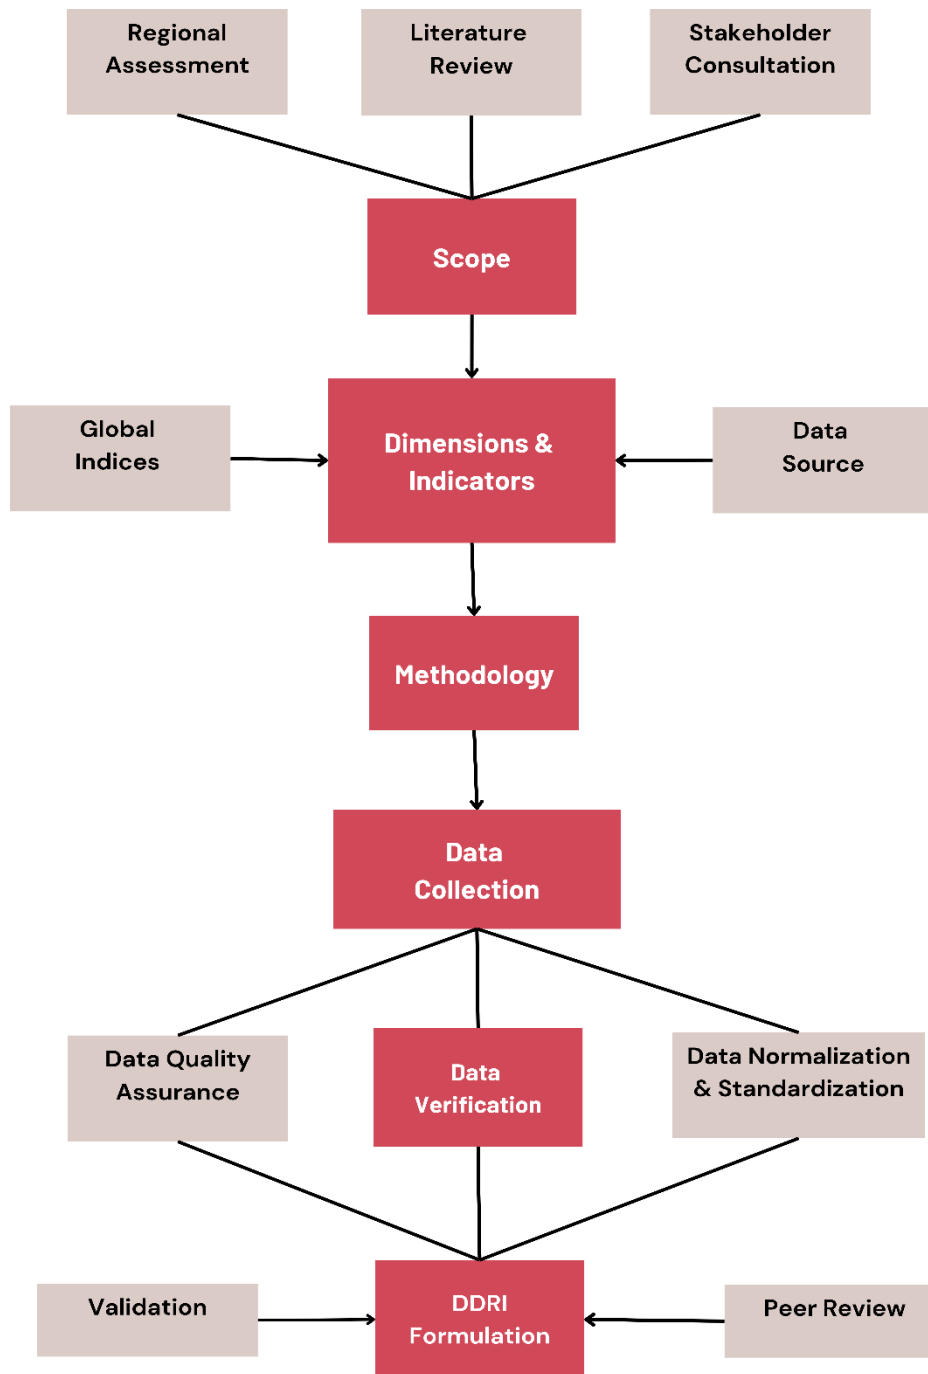 Regional
Assessment
Literature
Review
Stakeholder
Consultation
Scope
Global
Indices
Dimensions &
Indicators
Data
Source
Methodology
Data
Collection
Data Quality
Assurance
Data
Verification
Data Normalization
& Standardization
Validation
DDRI
Formulation
Peer Review